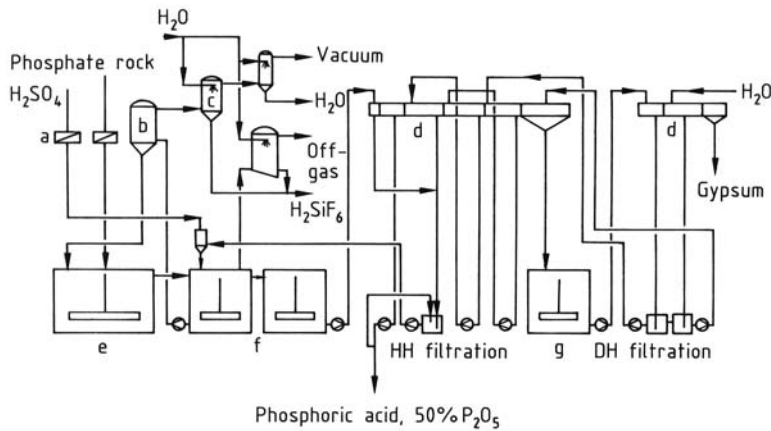 H₂O
Vacuum
Phosphate rock
H₂SO₄
c
H₂O
H₂O
a
b
d
d
Off-
gas
Gypsum
H₂SiF₆
e
f
HH filtration
g
DH filtration
Phosphoric acid, 50% P₂O₅